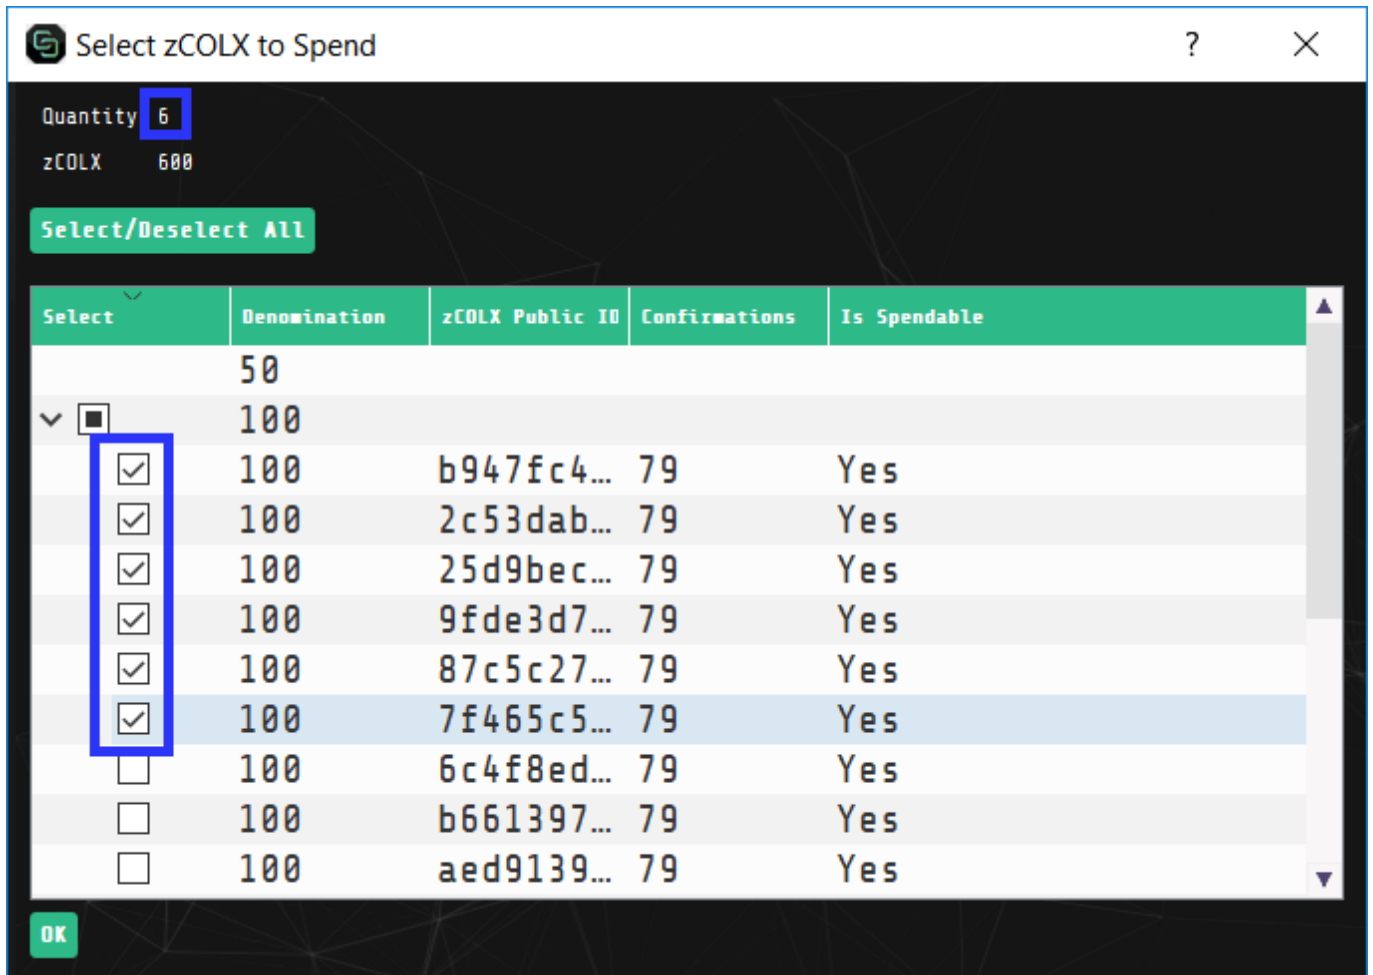 Select zCOLX to Spend ?
Quantity 6
zCOLX 600
Select/Deselect All
Select Denomination zCOLX Public ID Confirmations Is Spendable
50
100
100 b947fc4… 79 Yes
100 2c53dab… 79 Yes
100 25d9bec… 79 Yes
100 9fde3d7… 79 Yes
100 87c5c27… 79 Yes
100 7f465c5… 79 Yes
100 6c4f8ed… 79 Yes
100 b661397… 79 Yes
100 aed9139… 79 Yes
OK